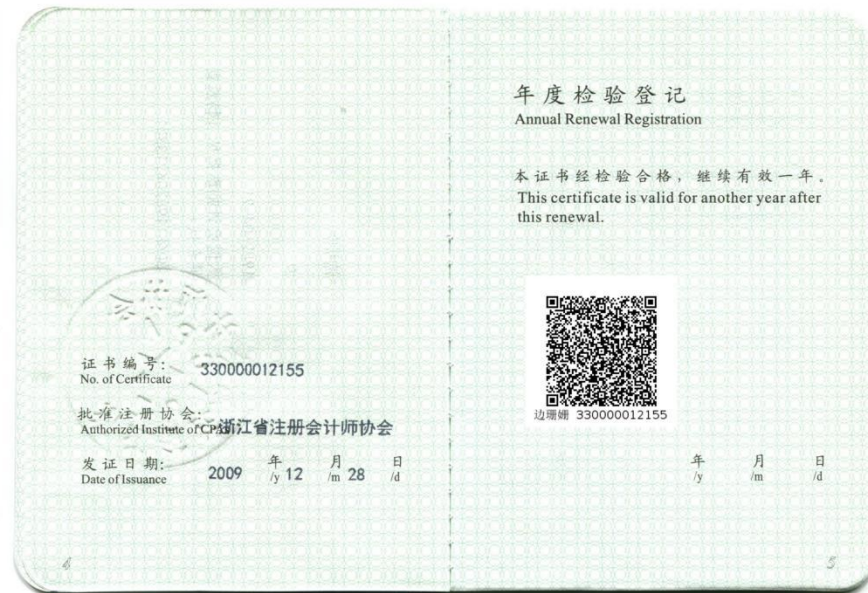 证书编号: 330000012155
No. of Certificate
批准注册协会: 浙江省注册会计师协会
Authorized Institute of CPAs
发证日期: 2009 年 12 月 28 日
Date of Issuance /y /m /d
4
年度检验登记
Annual Renewal Registration
本证书经检验合格，继续有效一年。
This certificate is valid for another year after
this renewal.
边珊姗 330000012155
年 月 日
/y /m /d
5